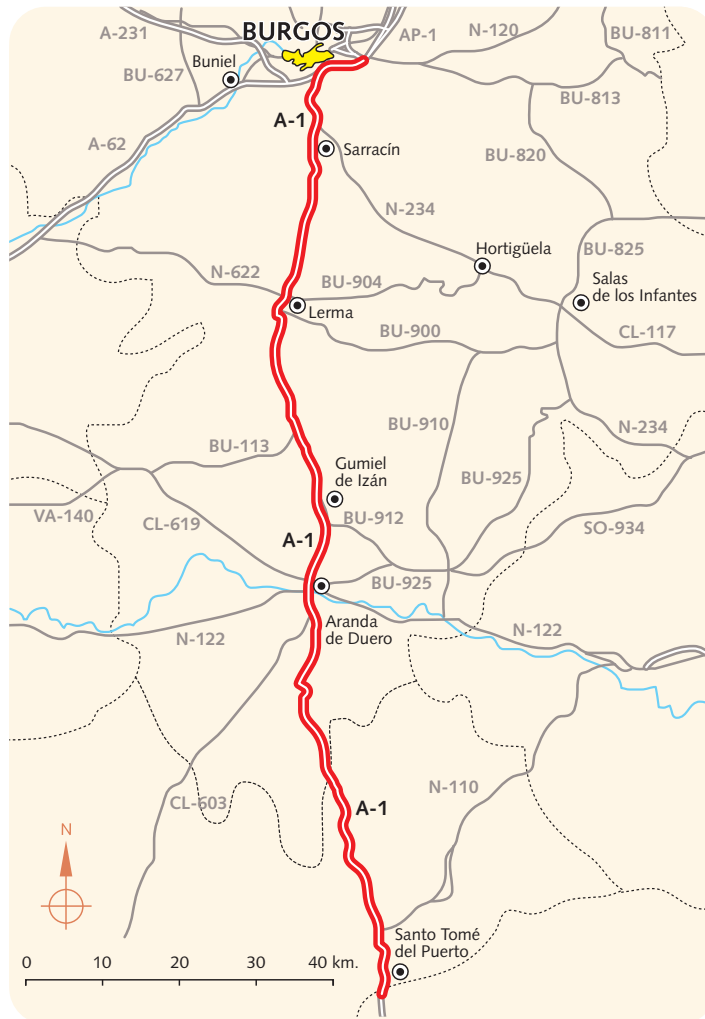 BURGOS
A-231
AP-1
N-120
BU-811
Buniel
BU-627
BU-813
A-1
A-62
Sarracín
BU-820
N-234
Hortigüela
BU-825
N-622
BU-904
Salas
de los Infantes
Lerma
BU-900
CL-117
BU-910
N-234
BU-113
Gumiel
de Izán
BU-925
VA-140
CL-619
BU-912
SO-934
A-1
BU-925
Aranda
de Duero
N-122
N-122
N-110
CL-603
A-1
N
Santo Tomé
del Puerto
0 10 20 30 40 km.